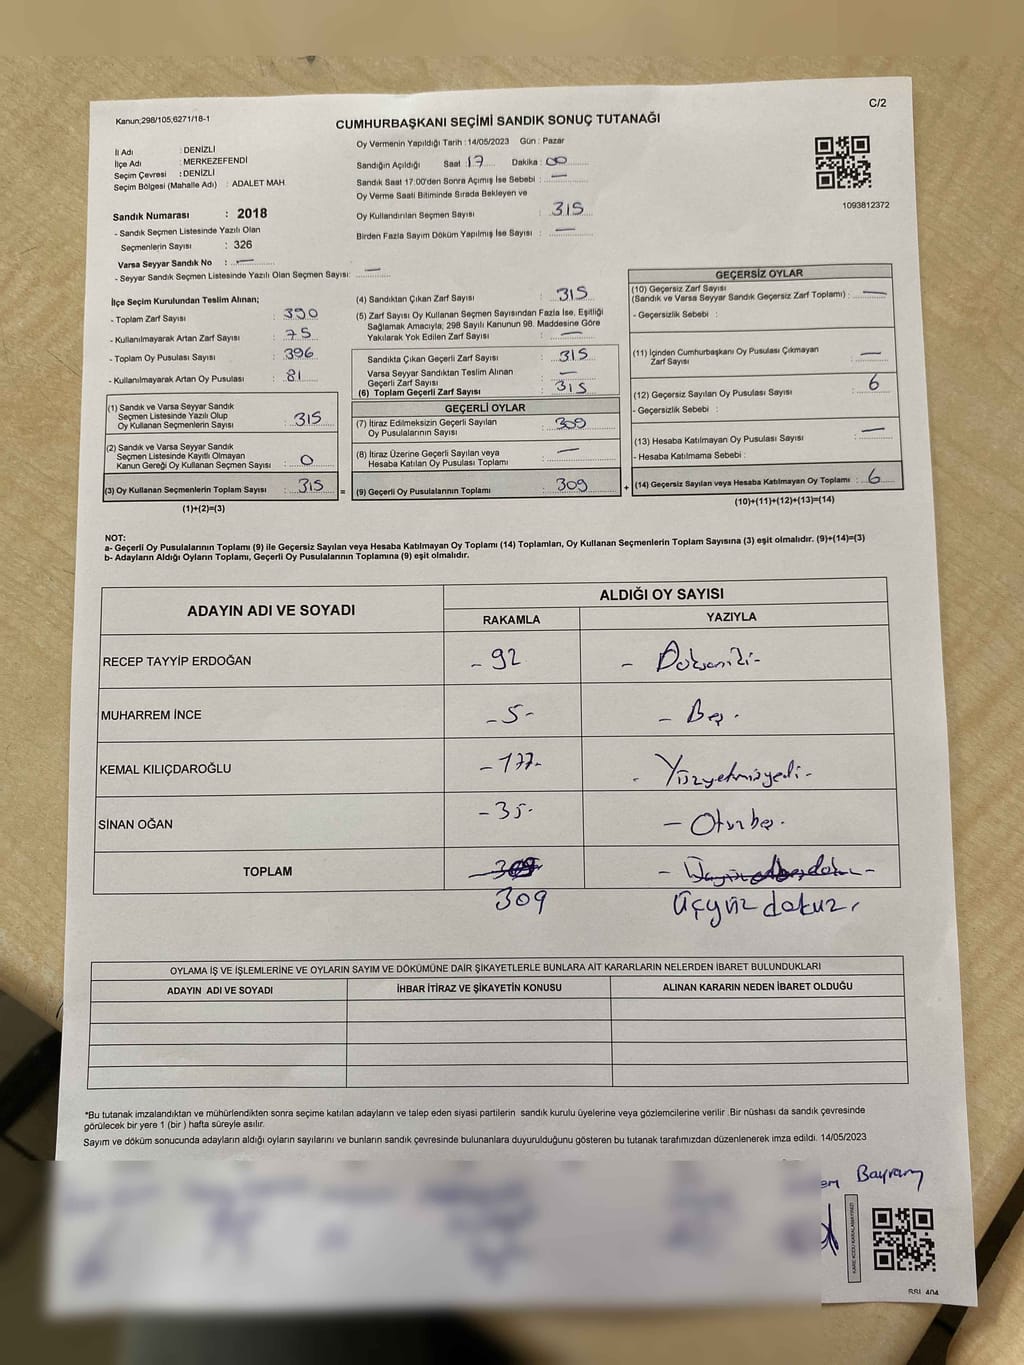 Kanun;298/105,6271/18-1
C/2
CUMHURBAŞKANI SEÇİMİ SANDIK SONUÇ TUTANAĞI
İl Adı : DENİZLİ
İlçe Adı : MERKEZEFENDİ
Seçim Çevresi : DENİZLİ
Seçim Bölgesi (Mahalle Adı) : ADALET MAH.
Sandık Numarası : 2018
- Sandık Seçmen Listesinde Yazılı Olan
Seçmenlerin Sayısı : 326
Varsa Seyyar Sandık No : —
- Seyyar Sandık Seçmen Listesinde Yazılı Olan Seçmen Sayısı: —
Oy Vermenin Yapıldığı Tarih : 14/05/2023 Gün : Pazar
Sandığın Açıldığı Saat : 17 Dakika : 00
Sandık Saat 17:00'den Sonra Açımış İse Sebebi : —
Oy Verme Saati Bitiminde Sırada Bekleyen ve
Oy Kullandırılan Seçmen Sayısı : 315
Birden Fazla Sayım Döküm Yapılmış İse Sayısı : —
1093812372
İlçe Seçim Kurulundan Teslim Alınan;
- Toplam Zarf Sayısı : 390
- Kullanılmayarak Artan Zarf Sayısı : 75
- Toplam Oy Pusulası Sayısı : 396
- Kullanılmayarak Artan Oy Pusulası : 81
(1) Sandık ve Varsa Seyyar Sandık
Seçmen Listesinde Yazılı Olup
Oy Kullanan Seçmenlerin Sayısı : 315
(2) Sandık ve Varsa Seyyar Sandık
Seçmen Listesinde Kayıtlı Olmayan
Kanun Gereği Oy Kullanan Seçmen Sayısı : 0
(3) Oy Kullanan Seçmenlerin Toplam Sayısı : 315 =
(1)+(2)=(3)
(4) Sandıktan Çıkan Zarf Sayısı : 315
(5) Zarf Sayısı Oy Kullanan Seçmen Sayısından Fazla İse, Eşitliği
Sağlamak Amacıyla; 298 Sayılı Kanunun 98. Maddesine Göre
Yakılarak Yok Edilen Zarf Sayısı : —
Sandıkta Çıkan Geçerli Zarf Sayısı : 315
Varsa Seyyar Sandıktan Teslim Alınan
Geçerli Zarf Sayısı : —
(6) Toplam Geçerli Zarf Sayısı : 315
GEÇERLİ OYLAR
(7) İtiraz Edilmeksizin Geçerli Sayılan
Oy Pusulalarının Sayısı : 309
(8) İtiraz Üzerine Geçerli Sayılan veya
Hesaba Katılan Oy Pusulası Toplamı : —
(9) Geçerli Oy Pusulalarının Toplamı : 309 +
GEÇERSİZ OYLAR
(10) Geçersiz Zarf Sayısı
(Sandık ve Varsa Seyyar Sandık Geçersiz Zarf Toplamı) : —
- Geçersizlik Sebebi :
(11) İçinden Cumhurbaşkanı Oy Pusulası Çıkmayan
Zarf Sayısı : —
(12) Geçersiz Sayılan Oy Pusulası Sayısı : 6
- Geçersizlik Sebebi :
(13) Hesaba Katılmayan Oy Pusulası Sayısı : —
- Hesaba Katılmama Sebebi :
(14) Geçersiz Sayılan veya Hesaba Katılmayan Oy Toplamı : 6
(10)+(11)+(12)+(13)=(14)
NOT:
a- Geçerli Oy Pusulalarının Toplamı (9) ile Geçersiz Sayılan veya Hesaba Katılmayan Oy Toplamı (14) Toplamları, Oy Kullanan Seçmenlerin Toplam Sayısına (3) eşit olmalıdır. (9)+(14)=(3)
b- Adayların Aldığı Oyların Toplamı, Geçerli Oy Pusulalarının Toplamına (9) eşit olmalıdır.
ADAYIN ADI VE SOYADI
ALDIĞI OY SAYISI
RAKAMLA YAZIYLA
RECEP TAYYİP ERDOĞAN - 92 - Doksaniki-
MUHARREM İNCE - 5 - - Beş -
KEMAL KILIÇDAROĞLU - 177- - Yüzyetmişyedi -
SİNAN OĞAN - 35- - Otuzbeş -
TOPLAM
309 Üçyüz dokuz
OYLAMA İŞ VE İŞLEMLERİNE VE OYLARIN SAYIM VE DÖKÜMÜNE DAİR ŞİKAYETLERLE BUNLARA AİT KARARLARIN NELERDEN İBARET BULUNDUKLARI
ADAYIN ADI VE SOYADI İHBAR İTİRAZ VE ŞİKAYETİN KONUSU ALINAN KARARIN NEDEN İBARET OLDUĞU
*Bu tutanak imzalandıktan ve mühürlendikten sonra seçime katılan adayların ve talep eden siyasi partilerin sandık kurulu üyelerine veya gözlemcilerine verilir .Bir nüshası da sandık çevresinde
görülecek bir yere 1 (bir ) hafta süreyle asılır.
Sayım ve döküm sonucunda adayların aldığı oyların sayılarını ve bunların sandık çevresinde bulunanlara duyurulduğunu gösteren bu tutanak tarafımızdan düzenlenerek imza edildi. 14/05/2023
Bayram
KARE KODU KARALAMAYINIZ!